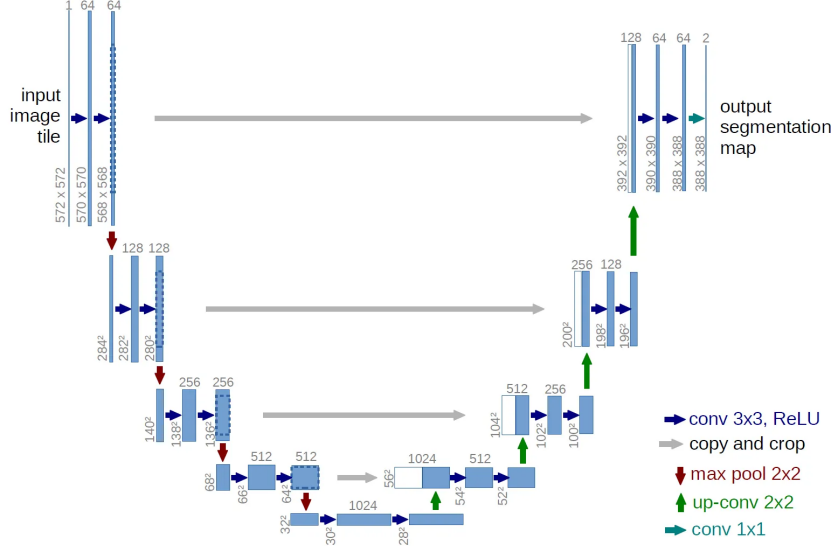 1 64 64
128 64 64 2
input
image
tile
output
segmentation
map
572 x 572
570 x 570
568 x 568
392 x 392
390 x 390
388 x 388
388 x 388
128 128
256 128
284²
282²
280²
200²
198²
196²
256 256
512 256
140²
138²
136²
104²
102²
100²
conv 3x3, ReLU
copy and crop
max pool 2x2
up-conv 2x2
conv 1x1
512 512
1024 512
68²
66²
64²
56²
54²
52²
1024
32²
30²
28²